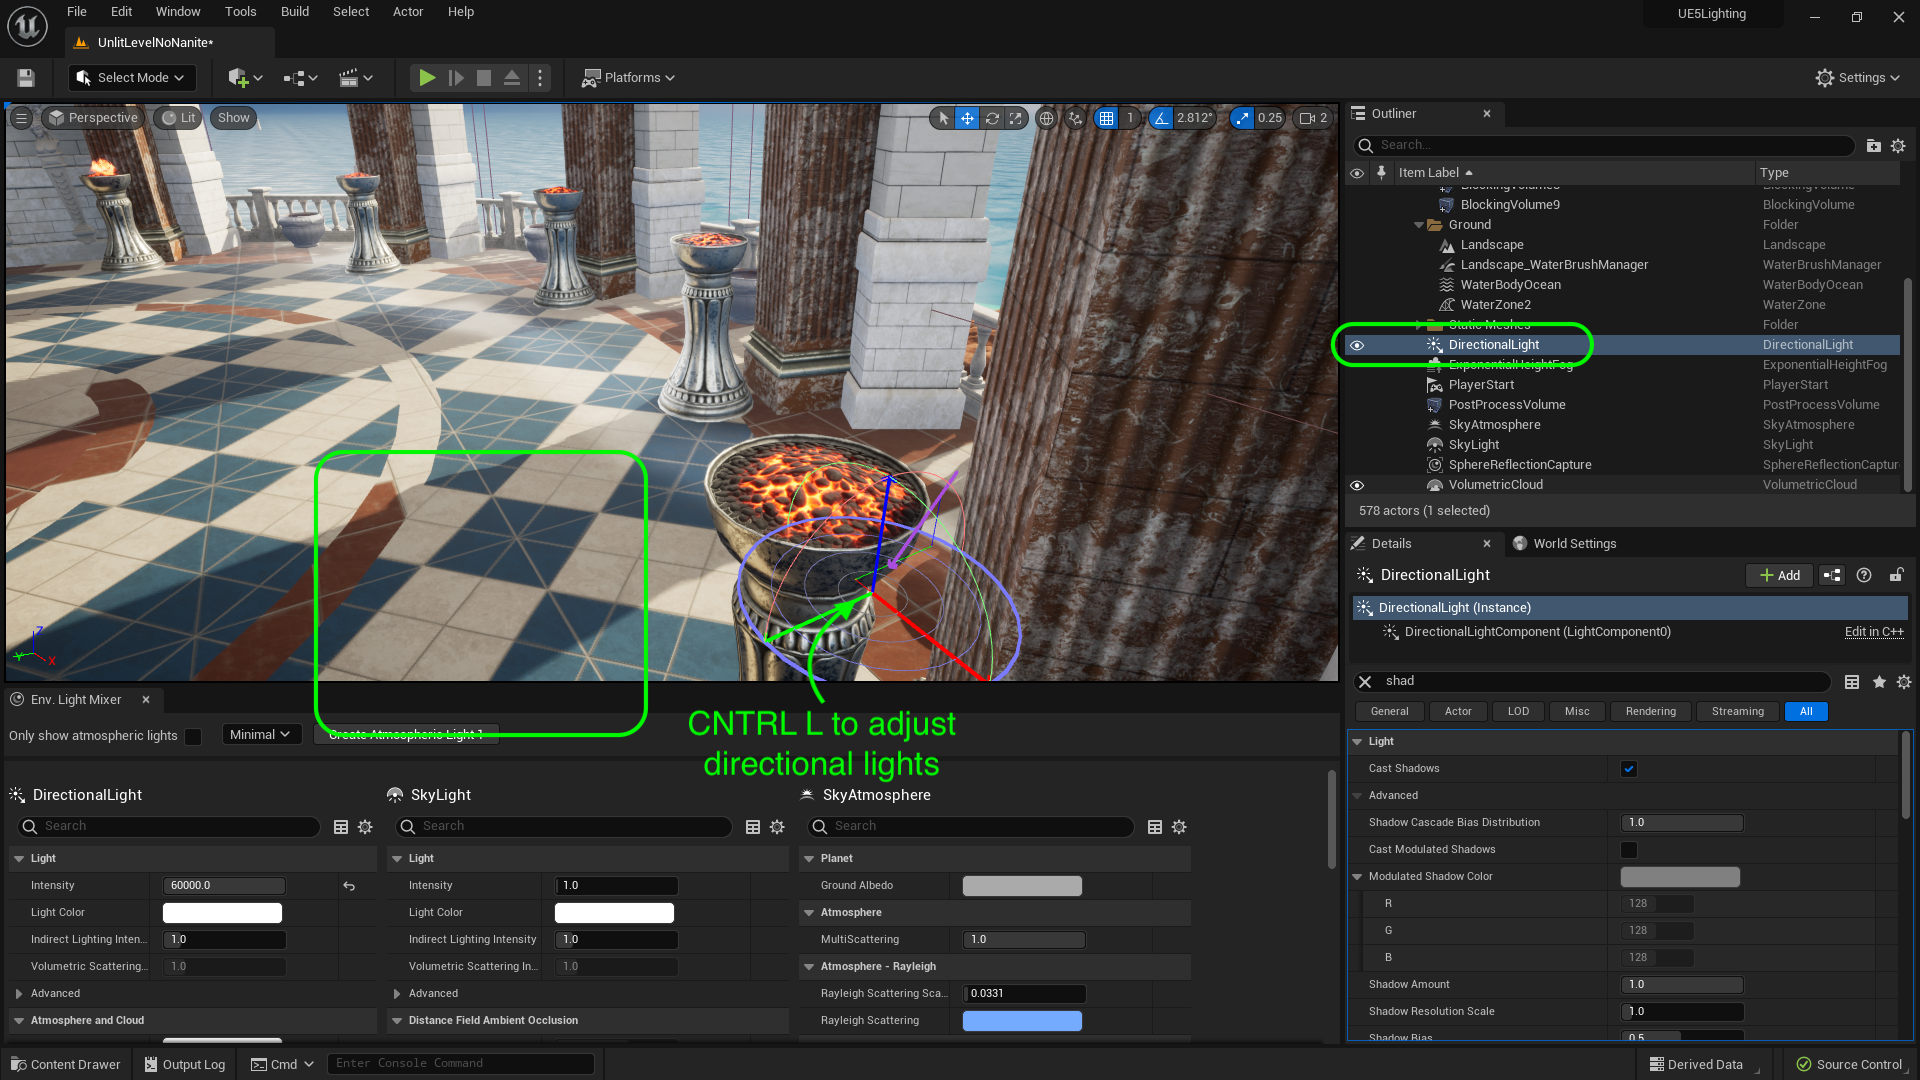 File Edit Window Tools Build Select Actor Help
UE5Lighting
UnlitLevelNoNanite*
Select Mode
Platforms
Settings
Perspective
Lit
Show
1
2.812°
0.25
2
Outliner
Search...
Item Label
Type
BlockingVolume9 BlockingVolume
Ground Folder
Landscape Landscape
Landscape_WaterBrushManager WaterBrushManager
WaterBodyOcean WaterBodyOcean
WaterZone2 WaterZone
Static Meshes Folder
DirectionalLight DirectionalLight
ExponentialHeightFog ExponentialHeightFog
PlayerStart PlayerStart
PostProcessVolume PostProcessVolume
SkyAtmosphere SkyAtmosphere
SkyLight SkyLight
SphereReflectionCapture SphereReflectionCaptur
VolumetricCloud VolumetricCloud
578 actors (1 selected)
Details
World Settings
DirectionalLight
Add
DirectionalLight (Instance)
DirectionalLightComponent (LightComponent0) Edit in C++
shad
General Actor LOD Misc Rendering Streaming All
Light
Cast Shadows
Advanced
Shadow Cascade Bias Distribution 1.0
Cast Modulated Shadows
Modulated Shadow Color
R 128
G 128
B 128
Shadow Amount 1.0
Shadow Resolution Scale 1.0
Shadow Bias 0.5
Z
Y
X
CNTRL L to adjust
directional lights
Env. Light Mixer
Only show atmospheric lights
Minimal
Create Atmospheric Light 1
DirectionalLight
Search
Light
Intensity 60000.0
Light Color
Indirect Lighting Inten... 1.0
Volumetric Scattering... 1.0
Advanced
Atmosphere and Cloud
SkyLight
Search
Light
Intensity 1.0
Light Color
Indirect Lighting Intensity 1.0
Volumetric Scattering In... 1.0
Advanced
Distance Field Ambient Occlusion
SkyAtmosphere
Search
Planet
Ground Albedo
Atmosphere
MultiScattering 1.0
Atmosphere - Rayleigh
Rayleigh Scattering Sca... 0.0331
Rayleigh Scattering
Content Drawer
Output Log
Cmd
Enter Console Command
Derived Data
Source Control